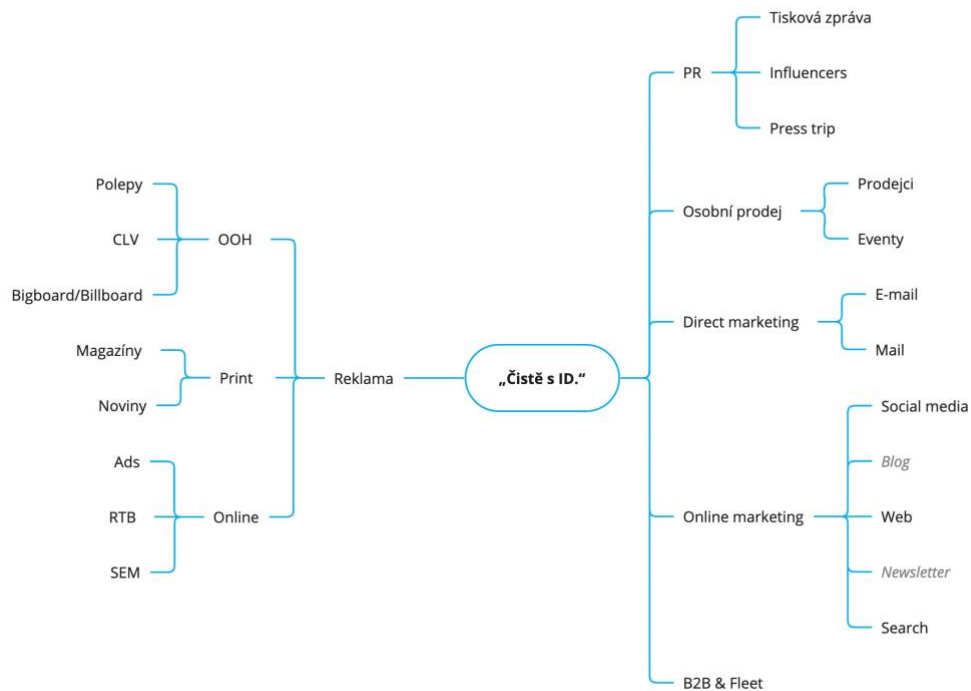 Tisková zpráva
PR
Influencers
Press trip
Polepy
Prodejci
CLV
OOH
Osobní prodej
Eventy
Bigboard/Billboard
E-mail
Direct marketing
Magazíny
Mail
Print
Reklama
„Čistě s ID.“
Noviny
Social media
Ads
Blog
RTB
Online
Online marketing
Web
SEM
Newsletter
Search
B2B & Fleet